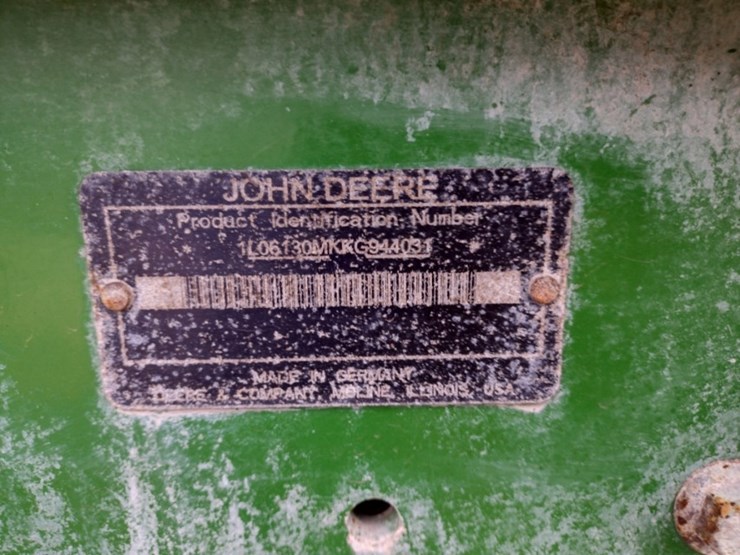 JOHN DEERE
Product Identification Number
*1L06130MKKG944031*
MADE IN GERMANY
DEERE & COMPANY MOLINE, ILLINOIS, USA